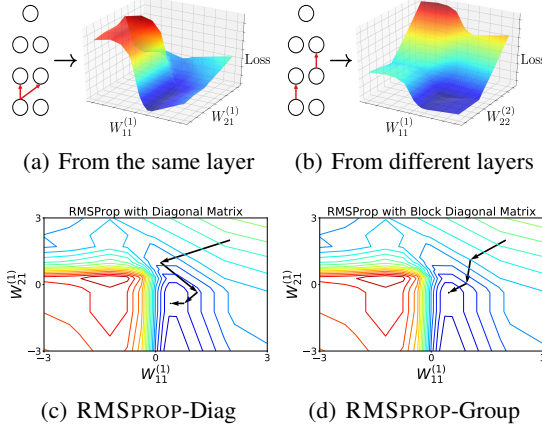 Loss
W_{11}^{(1)}
W_{21}^{(1)}
(a) From the same layer
Loss
W_{11}^{(1)}
W_{22}^{(2)}
(b) From different layers
RMSProp with Diagonal Matrix
3
0
−3
W_{21}^{(1)}
−3 0 3
W_{11}^{(1)}
(c) RMSPROP-Diag
RMSProp with Block Diagonal Matrix
3
0
−3
W_{21}^{(1)}
−3 0 3
W_{11}^{(1)}
(d) RMSPROP-Group